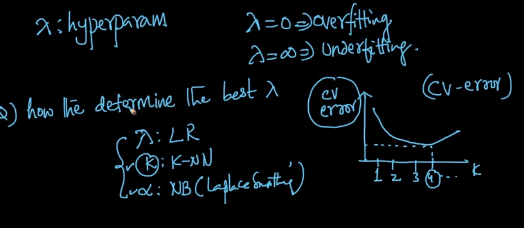 λ: hyperparam
λ=0 ⇒ overfitting
λ=∞ ⇒ Underfitting.
Q) how the determine the best λ
(CV-error)
CV error
λ: LR
K: K-NN
α: NB (Laplace Smoothing)
1 2 3 4 ... K